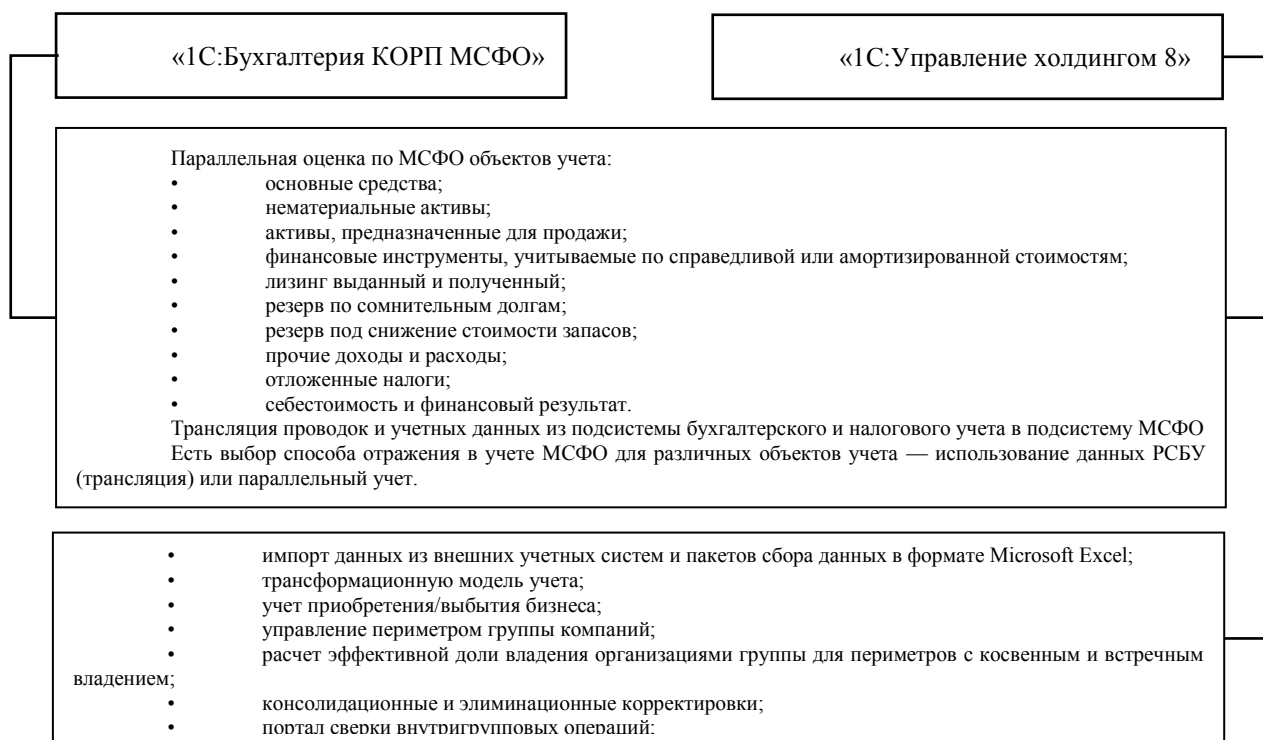 «1С:Бухгалтерия КОРП МСФО»
«1С:Управление холдингом 8»
Параллельная оценка по МСФО объектов учета:
• основные средства;
• нематериальные активы;
• активы, предназначенные для продажи;
• финансовые инструменты, учитываемые по справедливой или амортизированной стоимостям;
• лизинг выданный и полученный;
• резерв по сомнительным долгам;
• резерв под снижение стоимости запасов;
• прочие доходы и расходы;
• отложенные налоги;
• себестоимость и финансовый результат.
Трансляция проводок и учетных данных из подсистемы бухгалтерского и налогового учета в подсистему МСФО
Есть выбор способа отражения в учете МСФО для различных объектов учета — использование данных РСБУ
(трансляция) или параллельный учет.
• импорт данных из внешних учетных систем и пакетов сбора данных в формате Microsoft Excel;
• трансформационную модель учета;
• учет приобретения/выбытия бизнеса;
• управление периметром группы компаний;
• расчет эффективной доли владения организациями группы для периметров с косвенным и встречным
владением;
• консолидационные и элиминационные корректировки;
• портал сверки внутригрупповых операций;